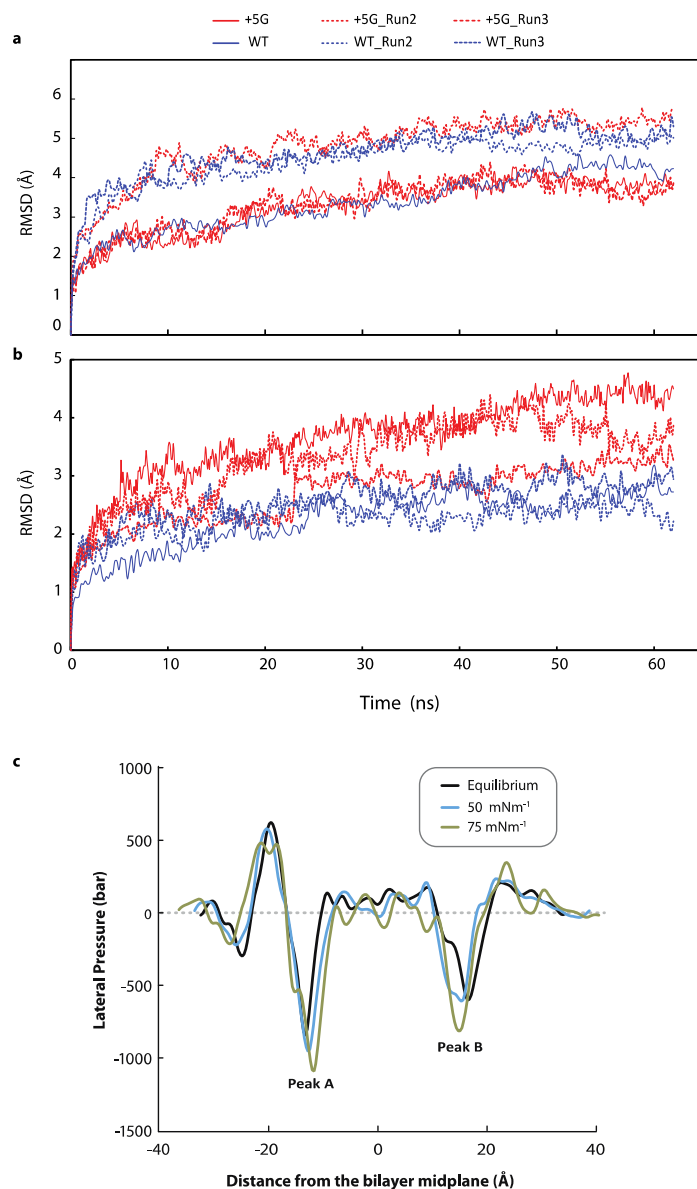 +5G +5G_Run2 +5G_Run3
WT WT_Run2 WT_Run3
a
6
5
4
3
2
1
0
RMSD (Å)
b
5
4
3
2
1
0
RMSD (Å)
0 10 20 30 40 50 60
Time (ns)
c
Equilibrium
50 mNm⁻¹
75 mNm⁻¹
1000
500
0
-500
-1000
-1500
Lateral Pressure (bar)
Peak A
Peak B
-40 -20 0 20 40
Distance from the bilayer midplane (Å)